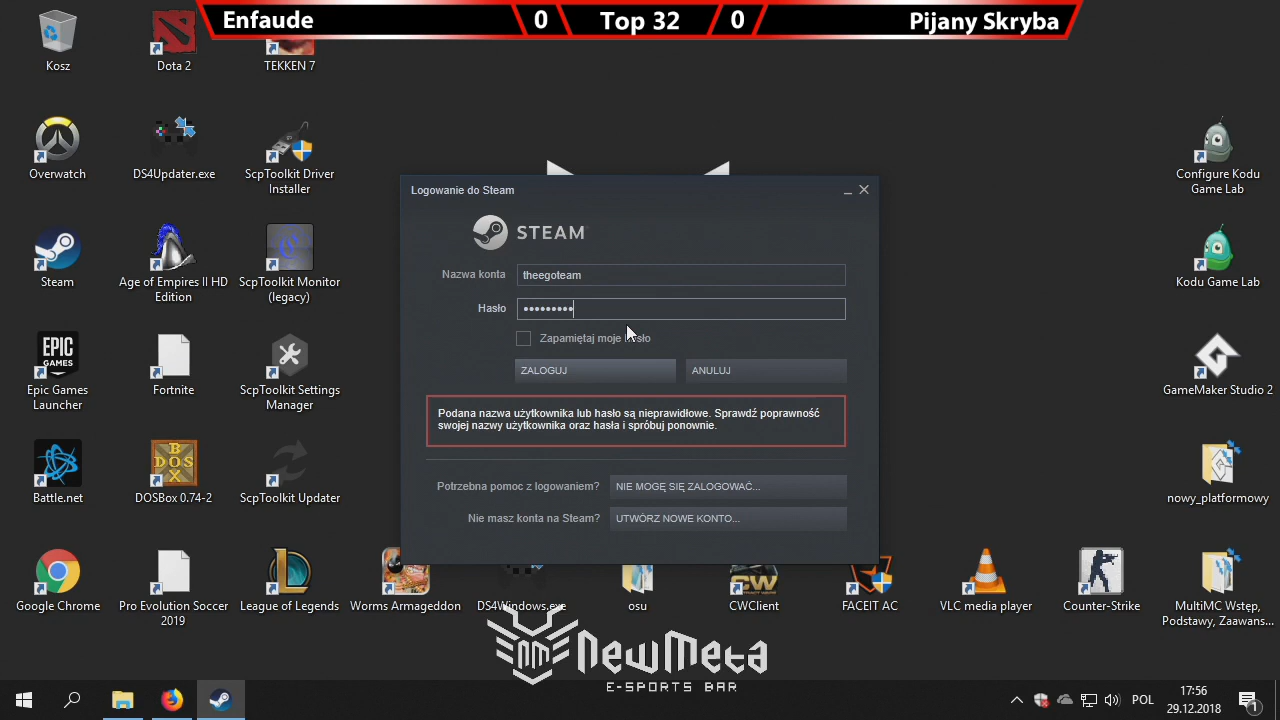 Enfaude
0
Top 32
0
Pijany Skryba
Kosz
Dota 2
TEKKEN 7
Overwatch
DS4Updater.exe
ScpToolkit Driver
Installer
Configure Kodu
Game Lab
Steam
Age of Empires II HD
Edition
ScpToolkit Monitor
(legacy)
Kodu Game Lab
EPIC
GAMES
Epic Games
Launcher
Fortnite
ScpToolkit Settings
Manager
GameMaker Studio 2
Battle.net
DOS
BOX
DOSBox 0.74-2
ScpToolkit Updater
nowy_platformowy
Logowanie do Steam
STEAM
Nazwa konta
theegoteam
Hasło
•••••••••
Zapamiętaj moje hasło
ZALOGUJ
ANULUJ
Podana nazwa użytkownika lub hasło są nieprawidłowe. Sprawdź poprawność
swojej nazwy użytkownika oraz hasła i spróbuj ponownie.
Potrzebna pomoc z logowaniem?
NIE MOGĘ SIĘ ZALOGOWAĆ...
Nie masz konta na Steam?
UTWÓRZ NOWE KONTO...
Google Chrome
Pro Evolution Soccer
2019
League of Legends
Worms Armageddon
DS4Windows.exe
osu
CW
CWClient
FACEIT AC
VLC media player
Counter-Strike
MultiMC Wstęp,
Podstawy, Zaawans...
NM
NewMeta
E-SPORTS BAR
POL
17:56
29.12.2018
1